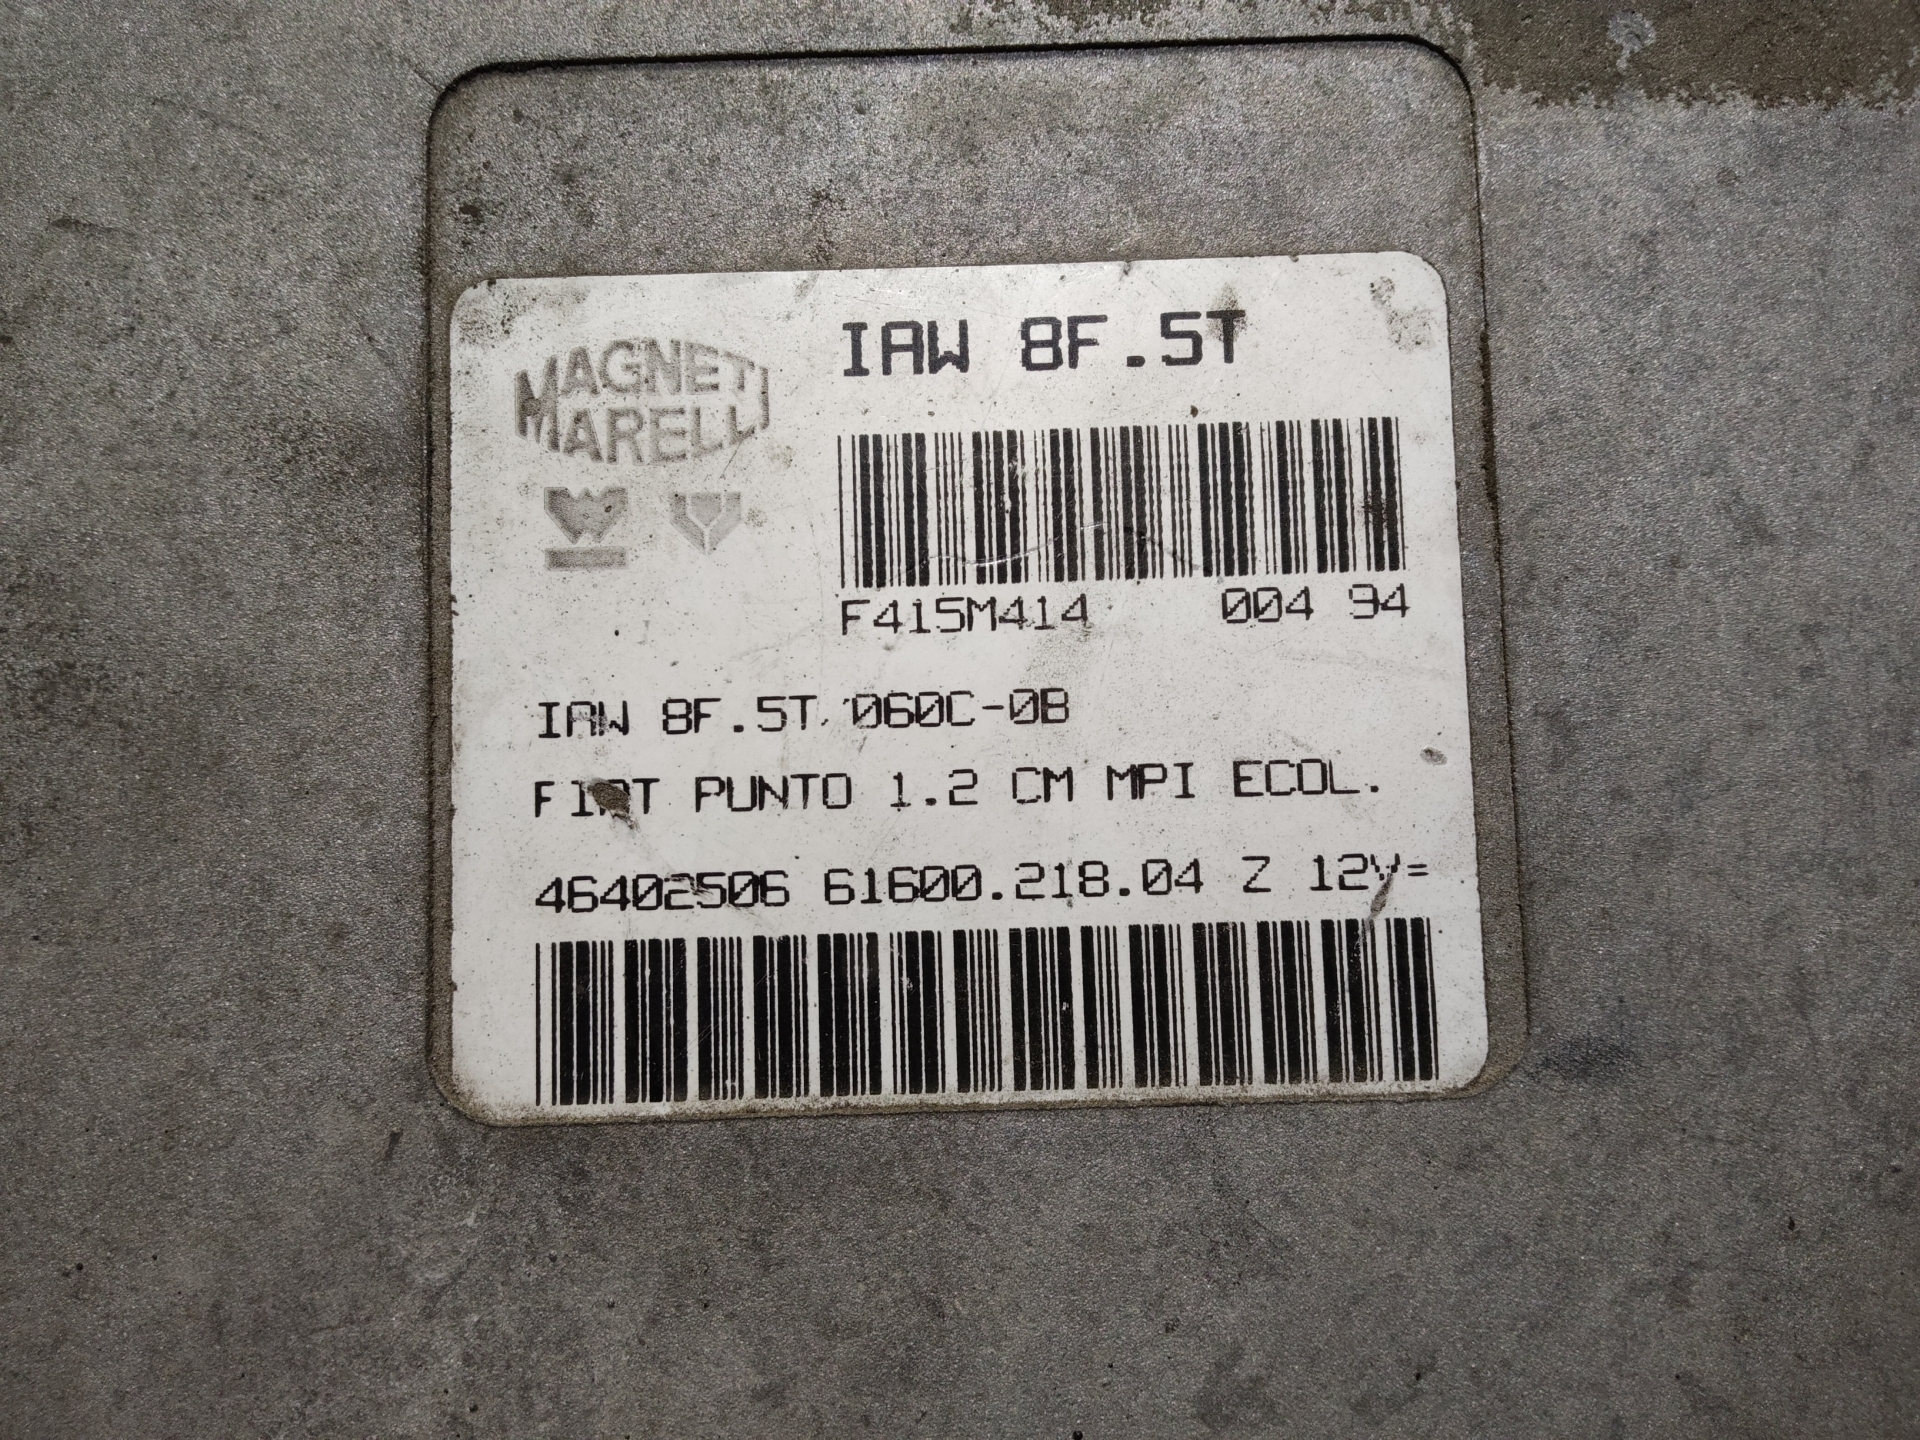 MAGNETI
MARELLI
IAW 8F.5T
F415M414 004 94
IAW 8F.5T 060C-0B
FIAT PUNTO 1.2 CM MPI ECOL.
46402506 61600.218.04 Z 12V=